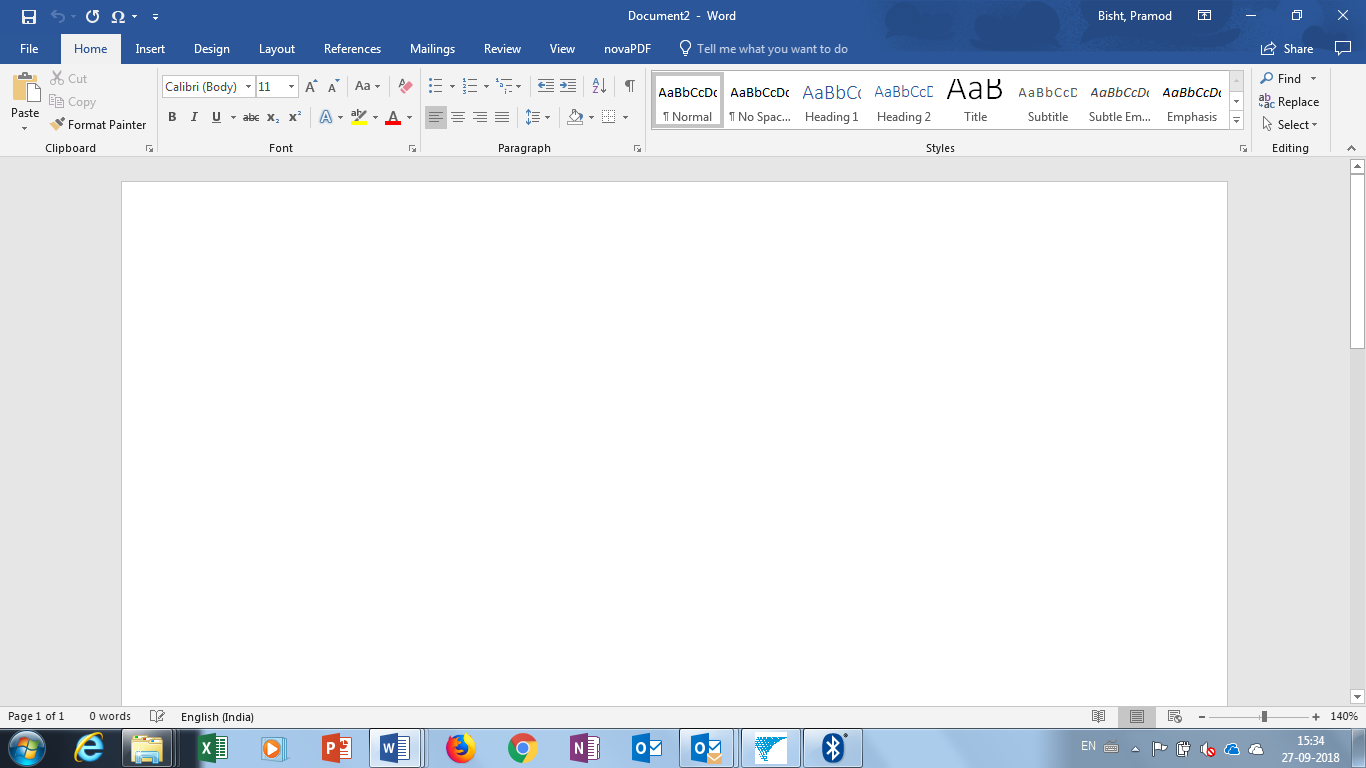 Document2 - Word
Bisht, Pramod
File Home Insert Design Layout References Mailings Review View novaPDF Tell me what you want to do Share
Paste
Cut
Copy
Format Painter
Clipboard
Calibri (Body) 11 A A Aa
B I U abc x₂ x² A A
Font
Paragraph
AaBbCcDc AaBbCcDc AaBbCc AaBbCcD AaB AaBbCcD AaBbCcDc AaBbCcDc
¶ Normal ¶ No Spac... Heading 1 Heading 2 Title Subtitle Subtle Em... Emphasis
Styles
Find
Replace
Select
Editing
Page 1 of 1 0 words English (India) 140%
EN
15:34
27-09-2018